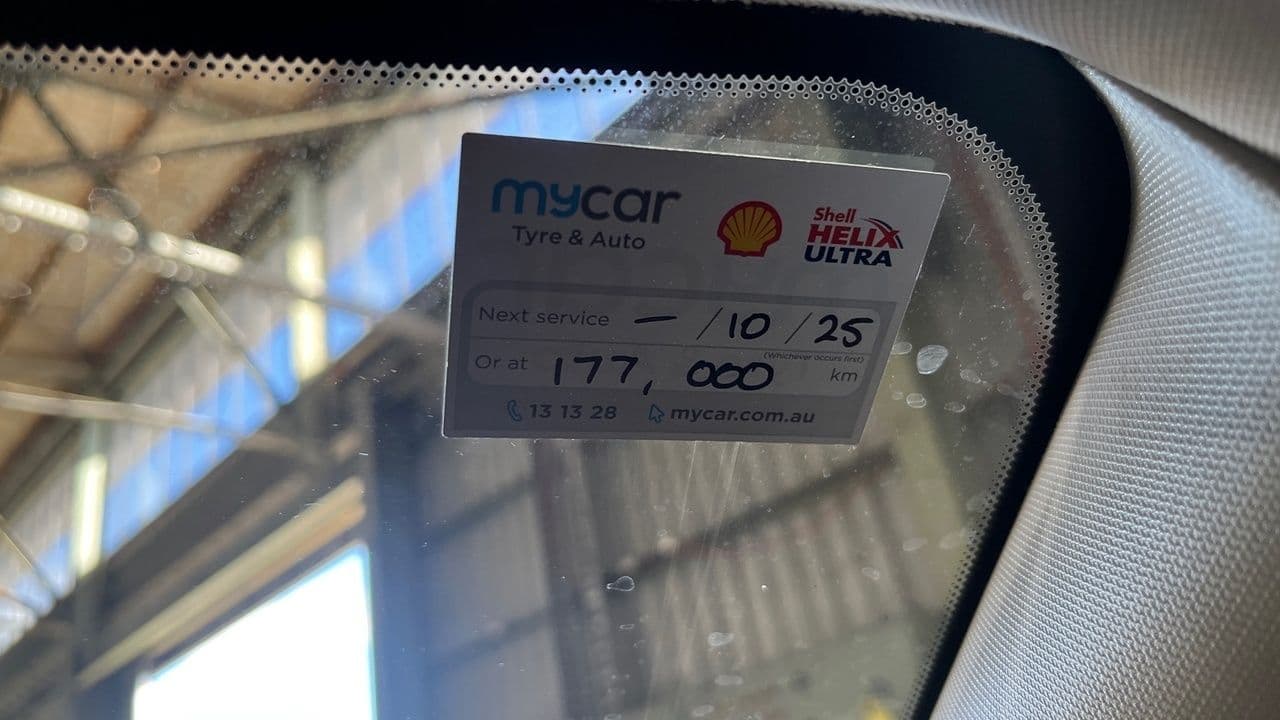 mycar
Tyre & Auto
Shell
HELIX
ULTRA
Next service - / 10 / 25
(Whichever occurs first)
Or at 177, 000 km
13 13 28 mycar.com.au